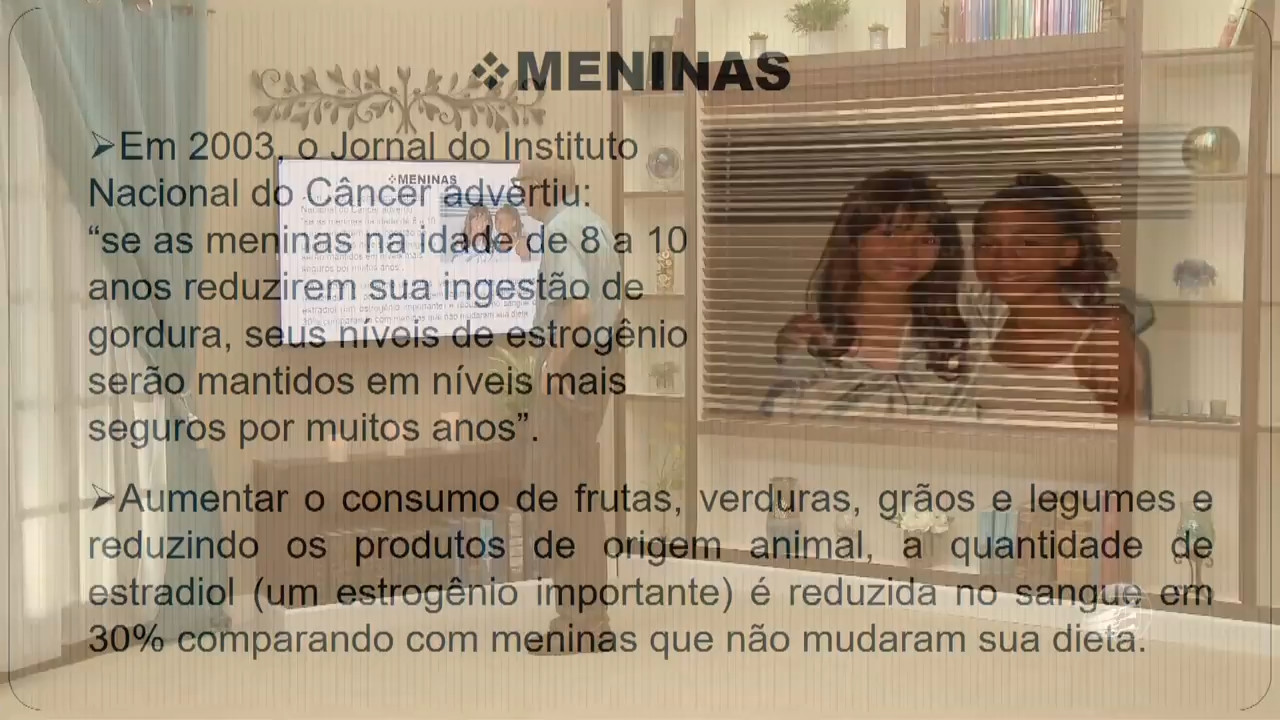 ❖MENINAS
➢Em 2003, o Jornal do Instituto
Nacional do Câncer advertiu:
“se as meninas na idade de 8 a 10
anos reduzirem sua ingestão de
gordura, seus níveis de estrogênio
serão mantidos em níveis mais
seguros por muitos anos”.
➢Aumentar o consumo de frutas, verduras, grãos e legumes e
reduzindo os produtos de origem animal, a quantidade de
estradiol (um estrogênio importante) é reduzida no sangue em
30% comparando com meninas que não mudaram sua dieta.
❖MENINAS